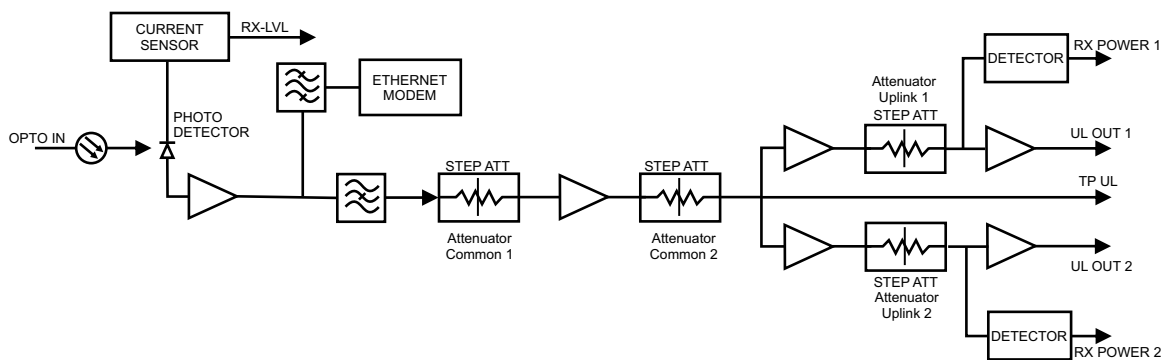 CURRENT
SENSOR
RX-LVL
ETHERNET
MODEM
OPTO IN
PHOTO
DETECTOR
STEP ATT
Attenuator
Common 1
STEP ATT
Attenuator
Common 2
Attenuator
Uplink 1
STEP ATT
DETECTOR
RX POWER 1
UL OUT 1
TP UL
STEP ATT
Attenuator
Uplink 2
UL OUT 2
DETECTOR
RX POWER 2